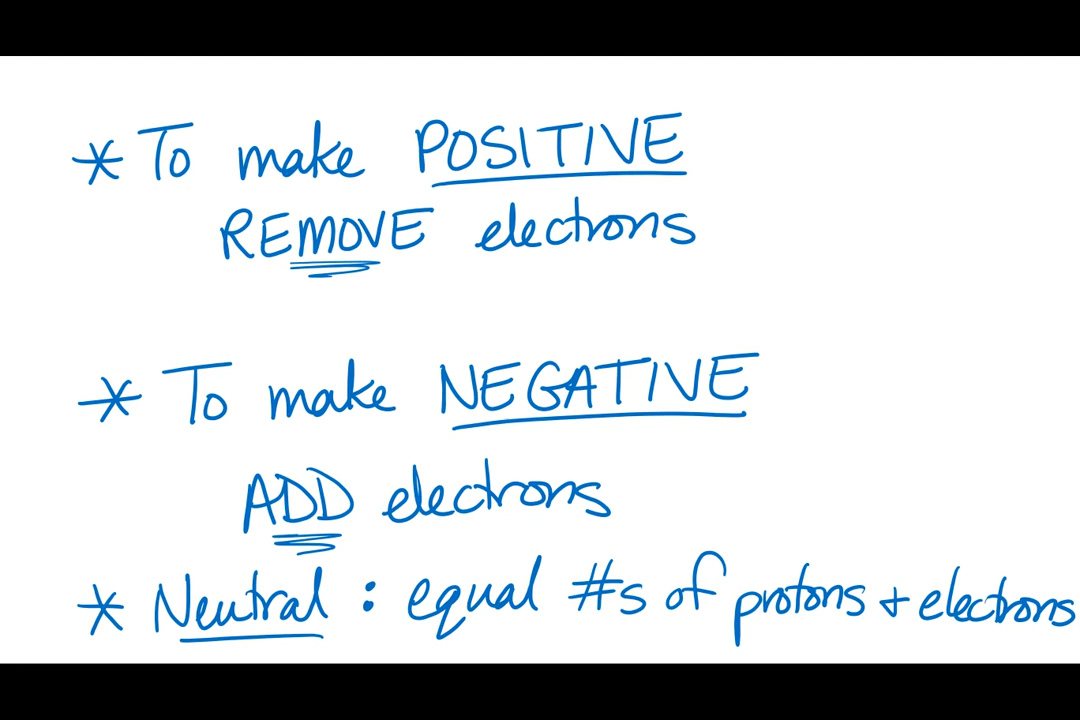 * To make POSITIVE
REMOVE electrons
* To make NEGATIVE
ADD electrons
* Neutral : equal #s of protons + electrons